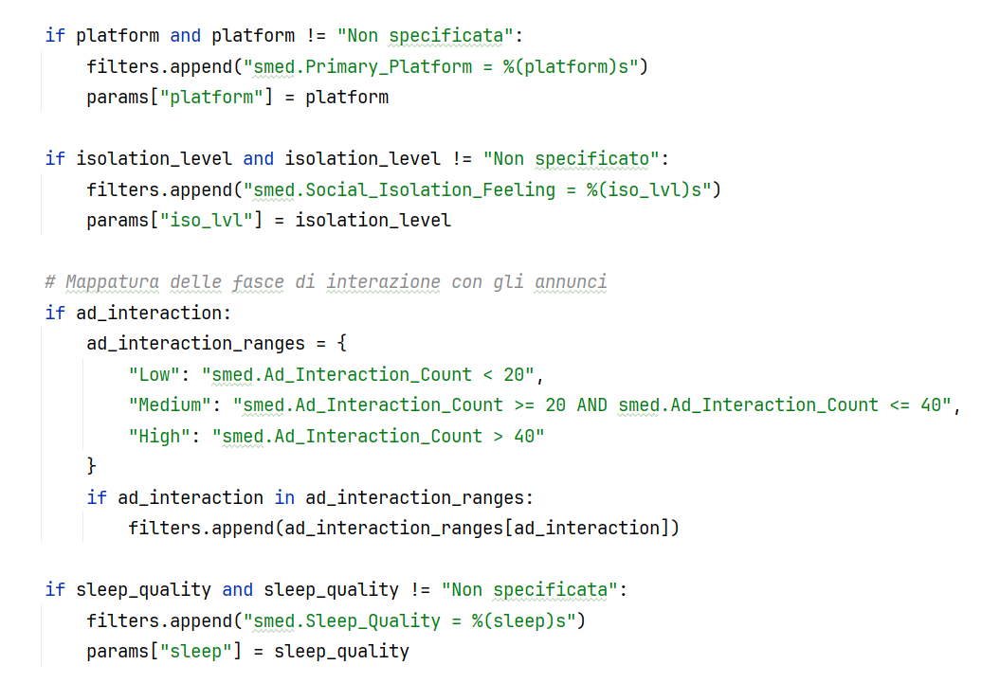 if platform and platform != "Non specificata":
    filters.append("smed.Primary_Platform = %(platform)s")
    params["platform"] = platform

if isolation_level and isolation_level != "Non specificato":
    filters.append("smed.Social_Isolation_Feeling = %(iso_lvl)s")
    params["iso_lvl"] = isolation_level

# Mappatura delle fasce di interazione con gli annunci
if ad_interaction:
    ad_interaction_ranges = {
        "Low": "smed.Ad_Interaction_Count < 20",
        "Medium": "smed.Ad_Interaction_Count >= 20 AND smed.Ad_Interaction_Count <= 40",
        "High": "smed.Ad_Interaction_Count > 40"
    }
    if ad_interaction in ad_interaction_ranges:
        filters.append(ad_interaction_ranges[ad_interaction])

if sleep_quality and sleep_quality != "Non specificata":
    filters.append("smed.Sleep_Quality = %(sleep)s")
    params["sleep"] = sleep_quality